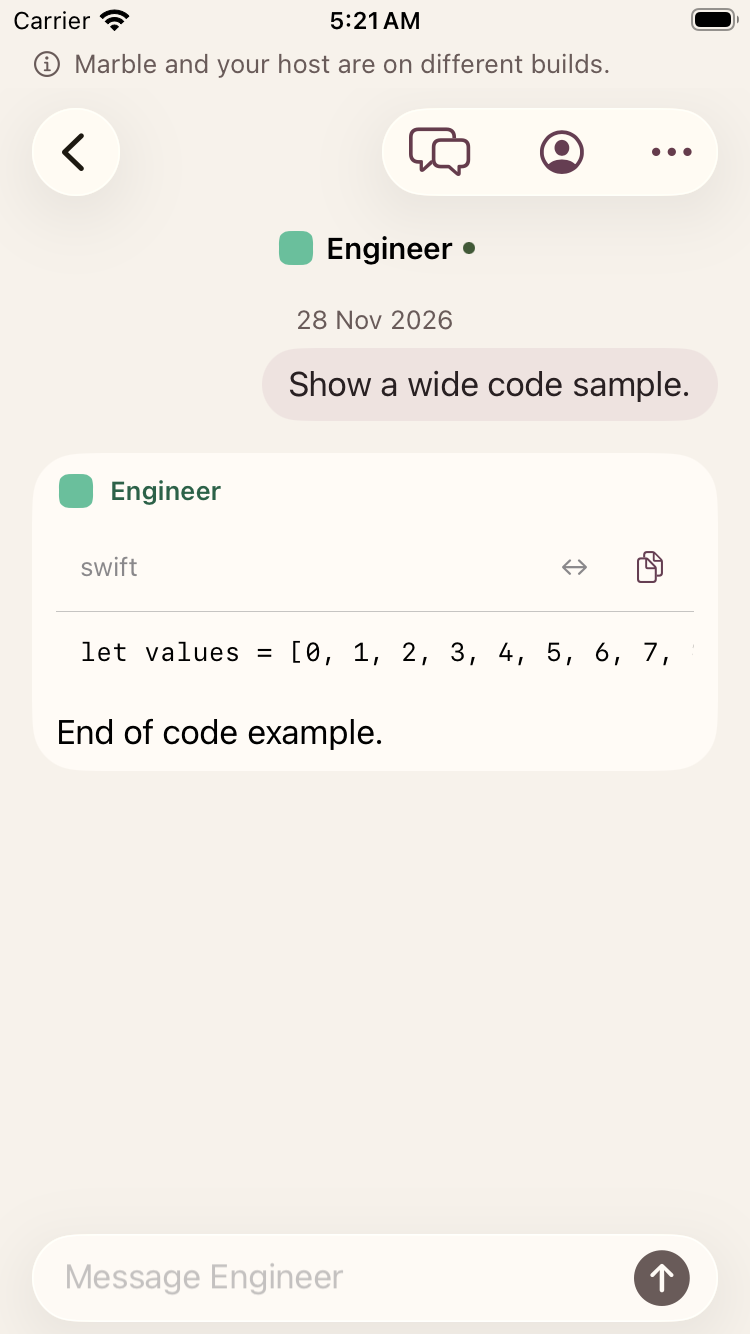 Carrier 5:21 AM
Marble and your host are on different builds.
Engineer
28 Nov 2026
Show a wide code sample.
Engineer
swift
let values = [0, 1, 2, 3, 4, 5, 6, 7,
End of code example.
Message Engineer